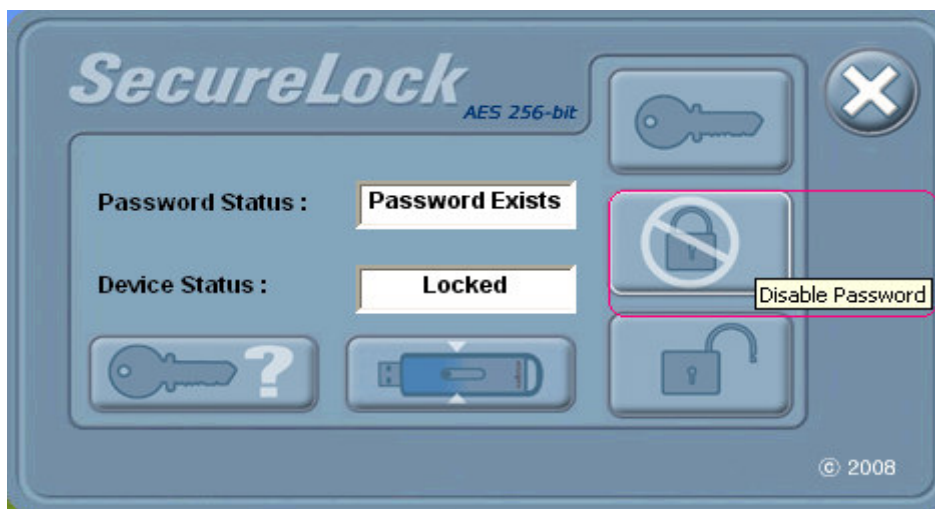 SecureLock
AES 256-bit
Password Status : Password Exists
Device Status : Locked
Disable Password
?
© 2008